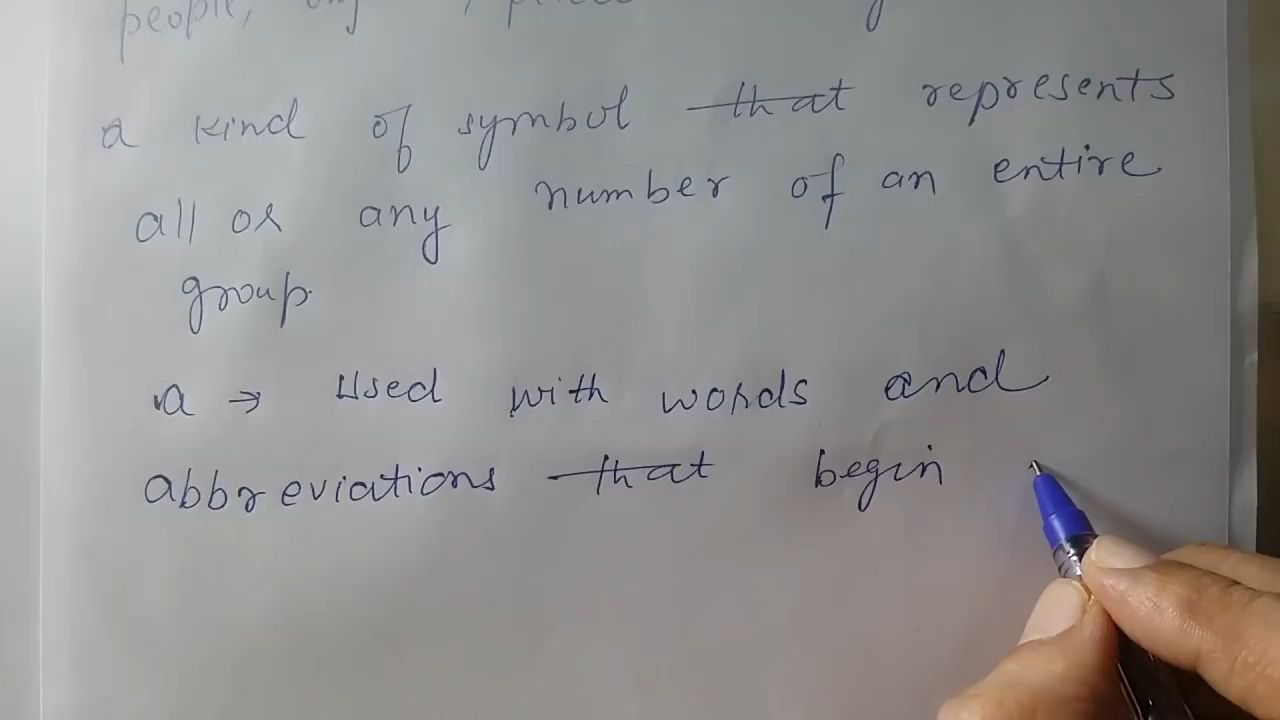 people,
a kind of symbol that represents
all or any number of an entire
group.
a → Used with words and
abbreviations that begin